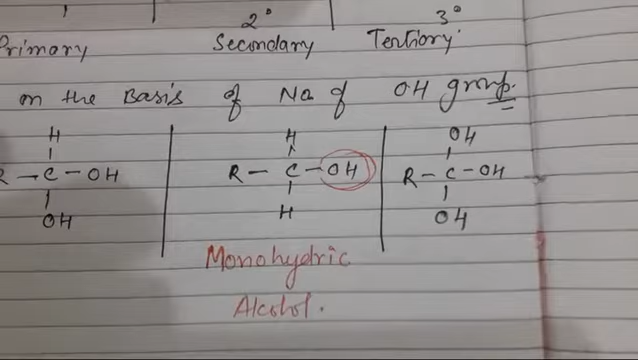 2° 3°
Primary Secondary Tertiary
on the Basis of No of OH group.
H H OH
R - C - OH R - C - OH R - C - OH
OH H OH
Monohydric
Alcohol.